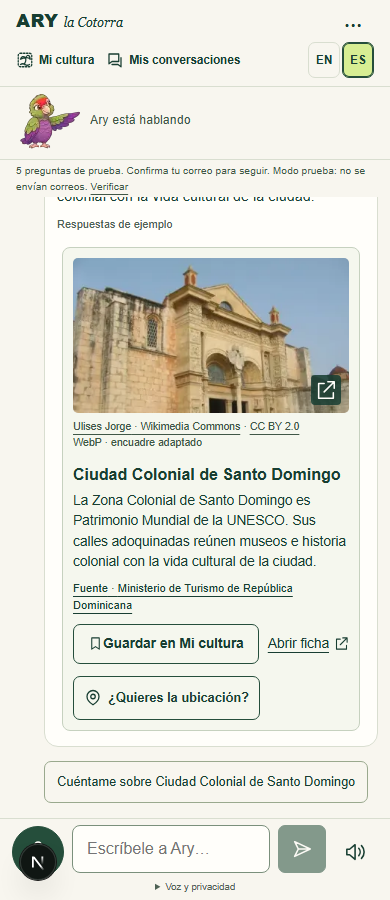 ARY la Cotorra
...
Mi cultura Mis conversaciones EN ES
Ary está hablando
5 preguntas de prueba. Confirma tu correo para seguir. Modo prueba: no se
envían correos. Verificar
colonial con la vida cultural de la ciudad.
Respuestas de ejemplo
Ulises Jorge · Wikimedia Commons · CC BY 2.0
WebP · encuadre adaptado
Ciudad Colonial de Santo Domingo
La Zona Colonial de Santo Domingo es
Patrimonio Mundial de la UNESCO. Sus
calles adoquinadas reúnen museos e historia
colonial con la vida cultural de la ciudad.
Fuente · Ministerio de Turismo de República
Dominicana
Guardar en Mi cultura Abrir ficha
¿Quieres la ubicación?
Cuéntame sobre Ciudad Colonial de Santo Domingo
N
Escríbele a Ary...
Voz y privacidad